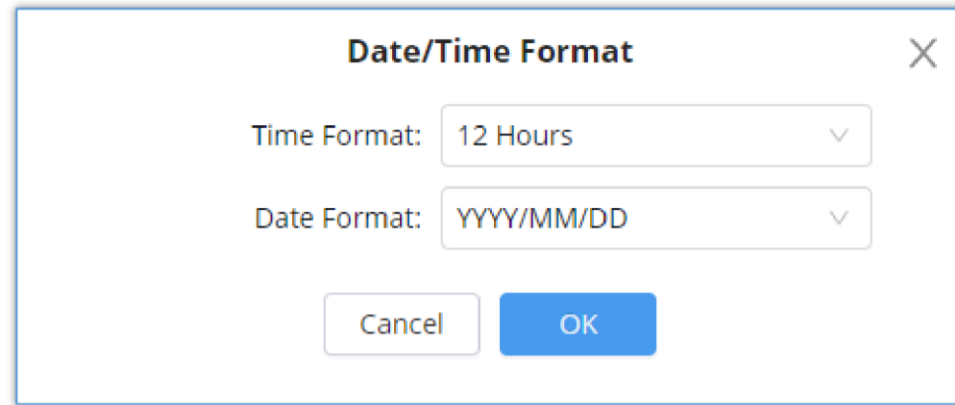 Date/Time Format
Time Format: 12 Hours
Date Format: YYYY/MM/DD
Cancel OK